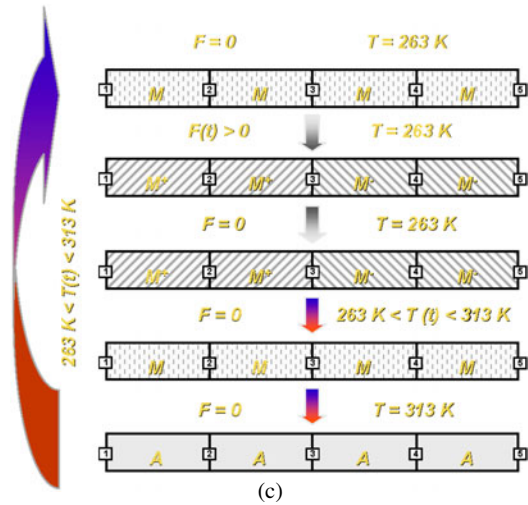 F = 0 T = 263 K
1 M 2 M 3 M 4 M 5
F(t) > 0 T = 263 K
1 M⁺ 2 M⁺ 3 M⁻ 4 M⁻ 5
F = 0 T = 263 K
1 M⁺ 2 M⁺ 3 M⁻ 4 M⁻ 5
F = 0 263 K < T (t) < 313 K
1 M 2 M 3 M 4 M 5
F = 0 T = 313 K
1 A 2 A 3 A 4 A 5
263 K < T(t) < 313 K
(c)